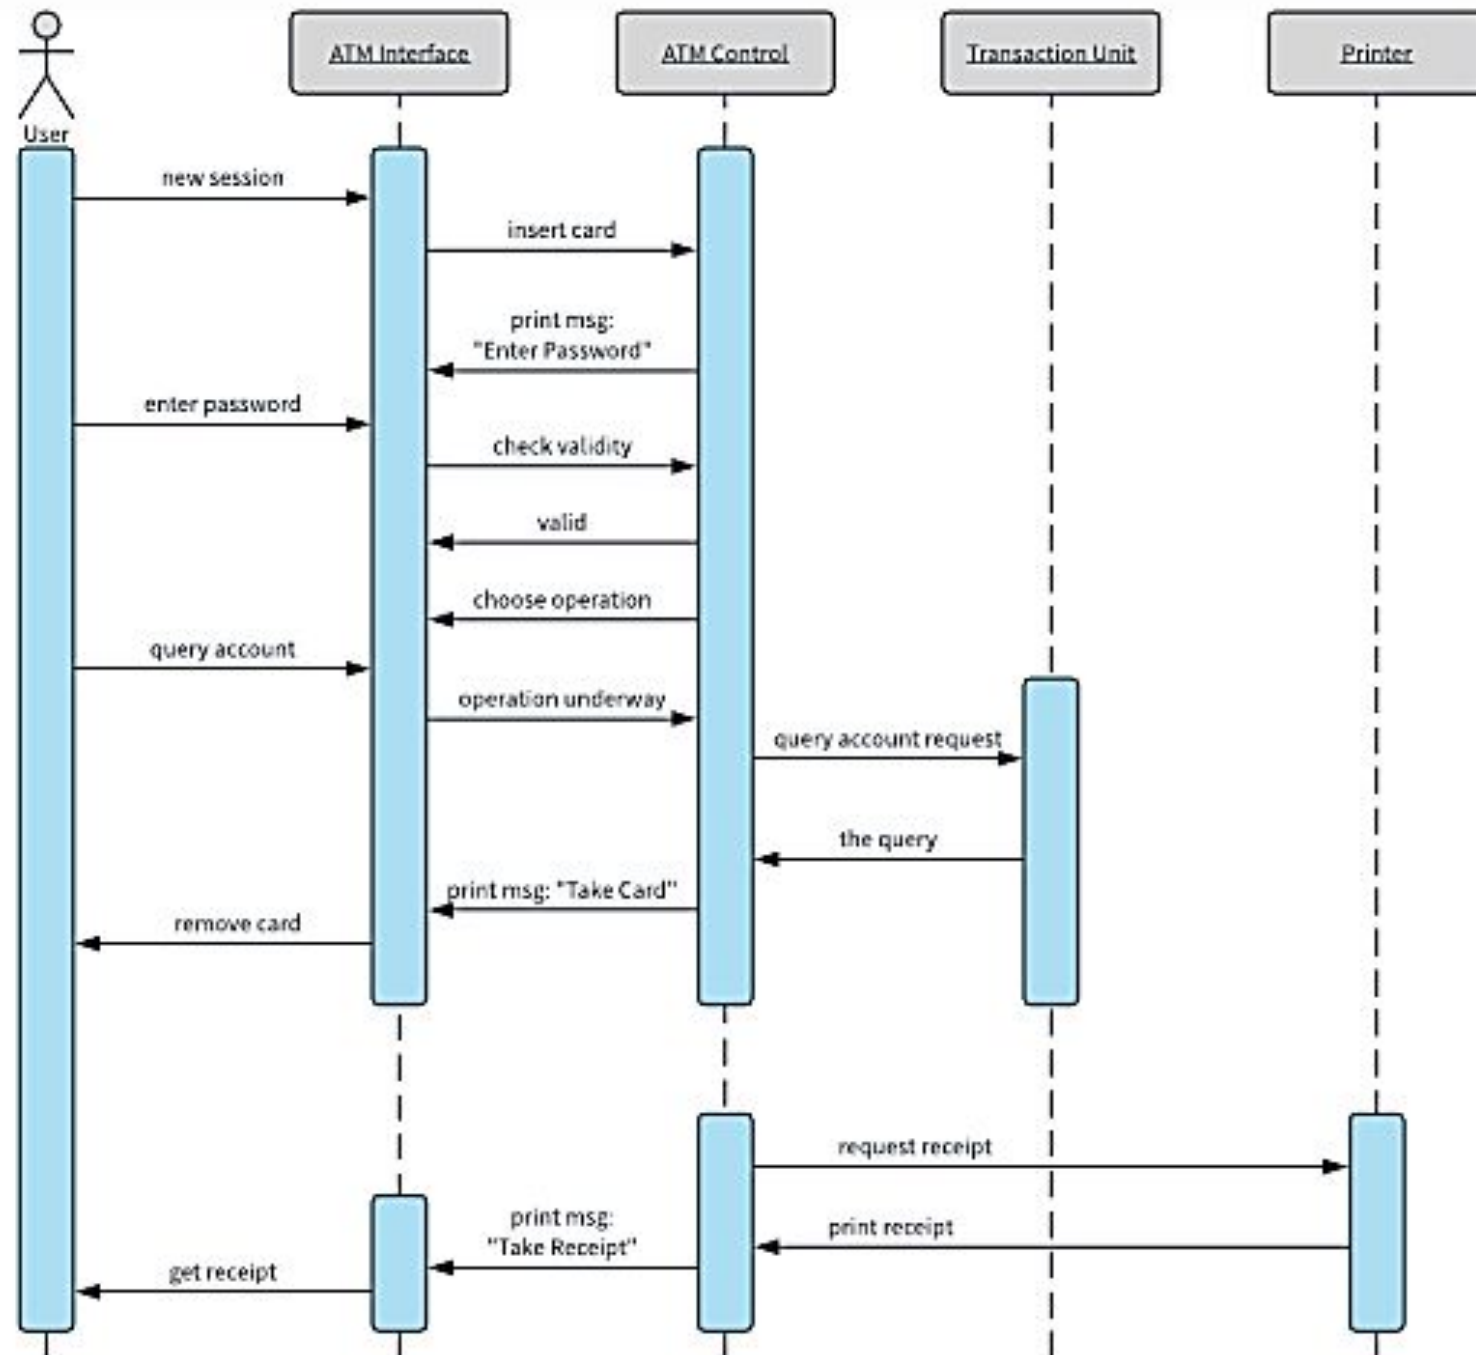 ATM Interface
ATM Control
Transaction Unit
Printer
User
new session
insert card
print msg:
"Enter Password"
enter password
check validity
valid
choose operation
query account
operation underway
query account request
the query
print msg: "Take Card"
remove card
request receipt
print msg:
"Take Receipt"
print receipt
get receipt